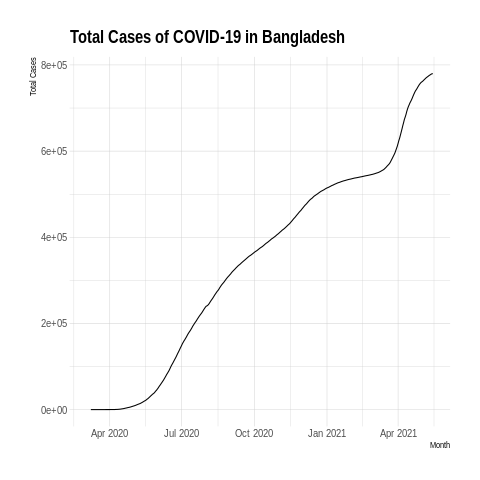 Total Cases of COVID-19 in Bangladesh
Total Cases
8e+05
6e+05
4e+05
2e+05
0e+00
Apr 2020 Jul 2020 Oct 2020 Jan 2021 Apr 2021
Month